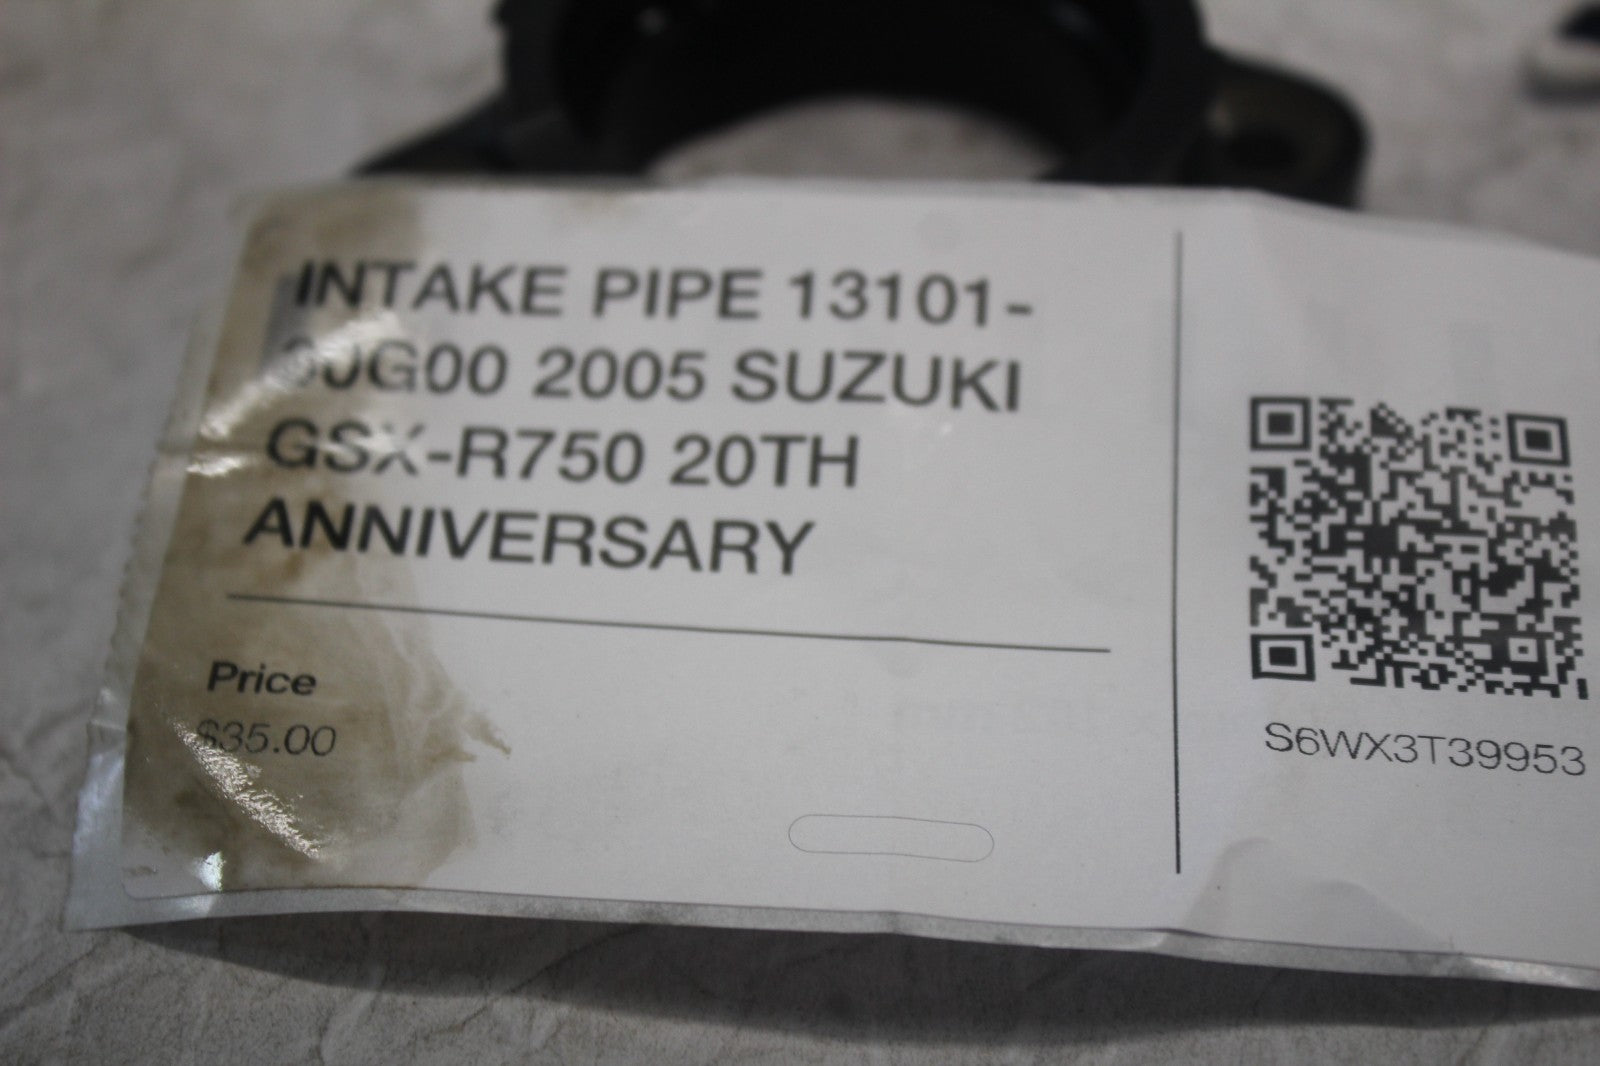 INTAKE PIPE 13101-
2005 SUZUKI
GSX-R750 20TH
ANNIVERSARY
Price
$35.00
S6WX3T39953